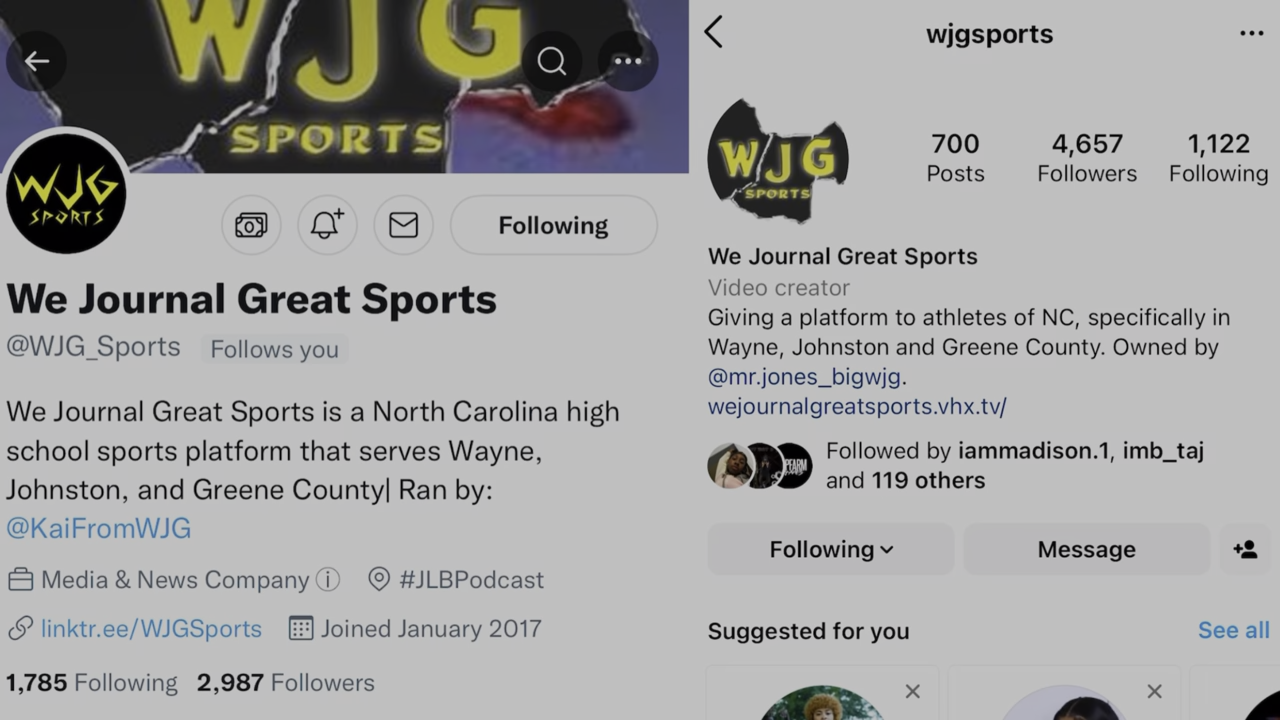 WJG
SPORTS
WJG
SPORTS
Following
We Journal Great Sports
@WJG_Sports Follows you
We Journal Great Sports is a North Carolina high
school sports platform that serves Wayne,
Johnston, and Greene County| Ran by:
@KaiFromWJG
Media & News Company #JLBPodcast
linktr.ee/WJGSports Joined January 2017
1,785 Following 2,987 Followers
wjgsports
WJG
SPORTS
700 4,657 1,122
Posts Followers Following
We Journal Great Sports
Video creator
Giving a platform to athletes of NC, specifically in
Wayne, Johnston and Greene County. Owned by
@mr.jones_bigwjg.
wejournalgreatsports.vhx.tv/
Followed by iammadison.1, imb_taj
and 119 others
Following Message
Suggested for you See all